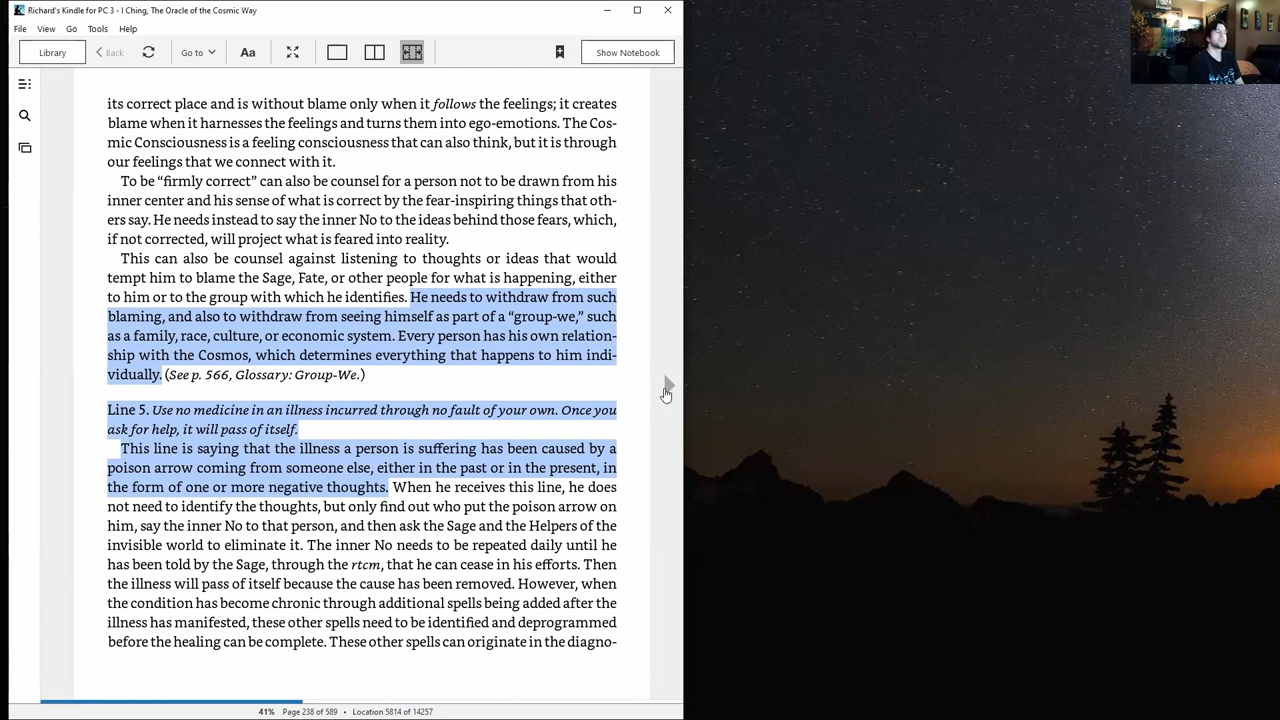 Richard's Kindle for PC 3 - I Ching, The Oracle of the Cosmic Way
File View Go Tools Help
Library Back Go to Aa Show Notebook
its correct place and is without blame only when it follows the feelings; it creates
blame when it harnesses the feelings and turns them into ego-emotions. The Cos-
mic Consciousness is a feeling consciousness that can also think, but it is through
our feelings that we connect with it.
To be “firmly correct” can also be counsel for a person not to be drawn from his
inner center and his sense of what is correct by the fear-inspiring things that oth-
ers say. He needs instead to say the inner No to the ideas behind those fears, which,
if not corrected, will project what is feared into reality.
This can also be counsel against listening to thoughts or ideas that would
tempt him to blame the Sage, Fate, or other people for what is happening, either
to him or to the group with which he identifies. He needs to withdraw from such
blaming, and also to withdraw from seeing himself as part of a “group-we,” such
as a family, race, culture, or economic system. Every person has his own relation-
ship with the Cosmos, which determines everything that happens to him indi-
vidually. (See p. 566, Glossary: Group-We.)
Line 5. Use no medicine in an illness incurred through no fault of your own. Once you
ask for help, it will pass of itself.
This line is saying that the illness a person is suffering has been caused by a
poison arrow coming from someone else, either in the past or in the present, in
the form of one or more negative thoughts. When he receives this line, he does
not need to identify the thoughts, but only find out who put the poison arrow on
him, say the inner No to that person, and then ask the Sage and the Helpers of the
invisible world to eliminate it. The inner No needs to be repeated daily until he
has been told by the Sage, through the rtcm, that he can cease in his efforts. Then
the illness will pass of itself because the cause has been removed. However, when
the condition has become chronic through additional spells being added after the
illness has manifested, these other spells need to be identified and deprogrammed
before the healing can be complete. These other spells can originate in the diagno-
41% Page 238 of 589 • Location 5814 of 14257